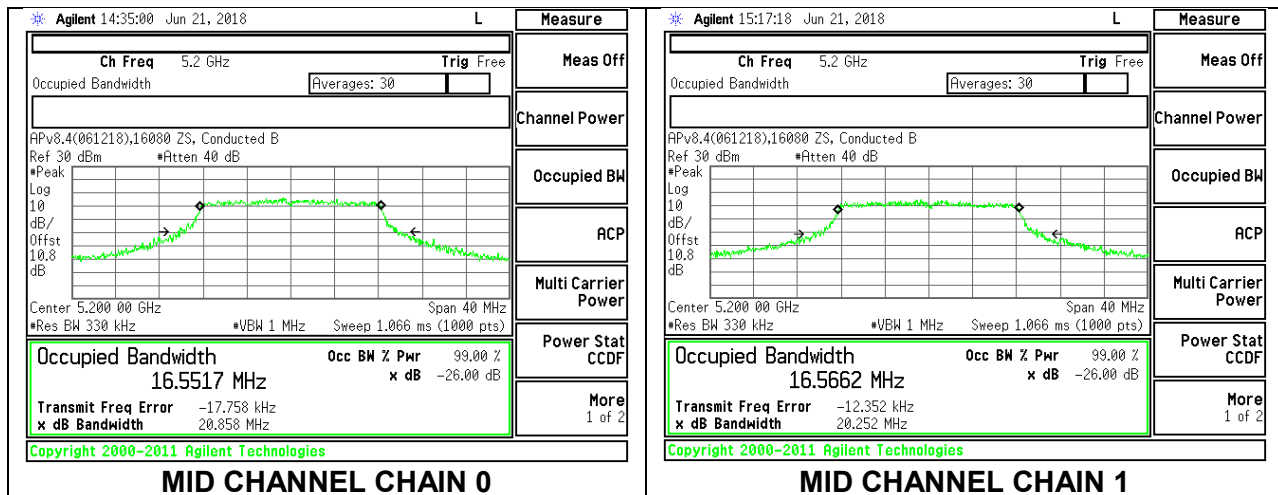 Agilent 14:35:00 Jun 21, 2018 L Measure
Ch Freq 5.2 GHz Trig Free
Meas Off
Occupied Bandwidth Averages: 30
Channel Power
APv8.4(061218),16080 ZS, Conducted B
Ref 30 dBm #Atten 40 dB
#Peak
Log
10
dB/
Offst
10.8
dB
Occupied BW
ACP
Multi Carrier
Power
Center 5.200 00 GHz Span 40 MHz
#Res BW 330 kHz #VBW 1 MHz Sweep 1.066 ms (1000 pts)
Power Stat
CCDF
Occupied Bandwidth Occ BW % Pwr 99.00 %
16.5517 MHz x dB -26.00 dB
Transmit Freq Error -17.758 kHz
x dB Bandwidth 20.858 MHz
More
1 of 2
Copyright 2000-2011 Agilent Technologies
MID CHANNEL CHAIN 0
Agilent 15:17:18 Jun 21, 2018 L Measure
Ch Freq 5.2 GHz Trig Free
Meas Off
Occupied Bandwidth Averages: 30
Channel Power
APv8.4(061218),16080 ZS, Conducted B
Ref 30 dBm #Atten 40 dB
#Peak
Log
10
dB/
Offst
10.8
dB
Occupied BW
ACP
Multi Carrier
Power
Center 5.200 00 GHz Span 40 MHz
#Res BW 330 kHz #VBW 1 MHz Sweep 1.066 ms (1000 pts)
Power Stat
CCDF
Occupied Bandwidth Occ BW % Pwr 99.00 %
16.5662 MHz x dB -26.00 dB
Transmit Freq Error -12.352 kHz
x dB Bandwidth 20.252 MHz
More
1 of 2
Copyright 2000-2011 Agilent Technologies
MID CHANNEL CHAIN 1